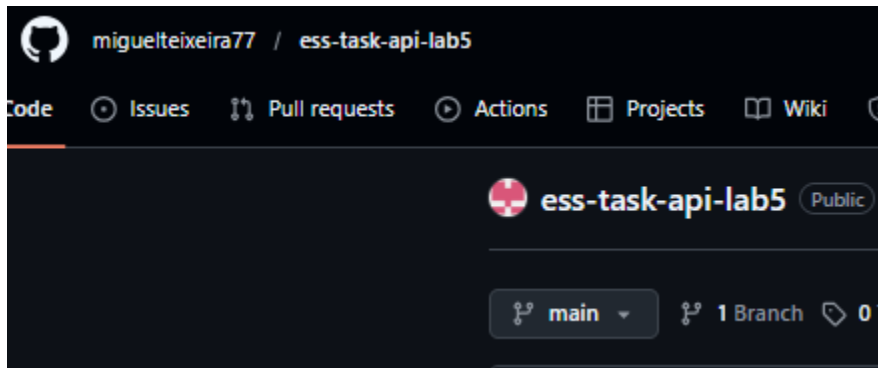 miguelteixeira77 / ess-task-api-lab5
Code Issues Pull requests Actions Projects Wiki
ess-task-api-lab5 Public
main 1 Branch 0